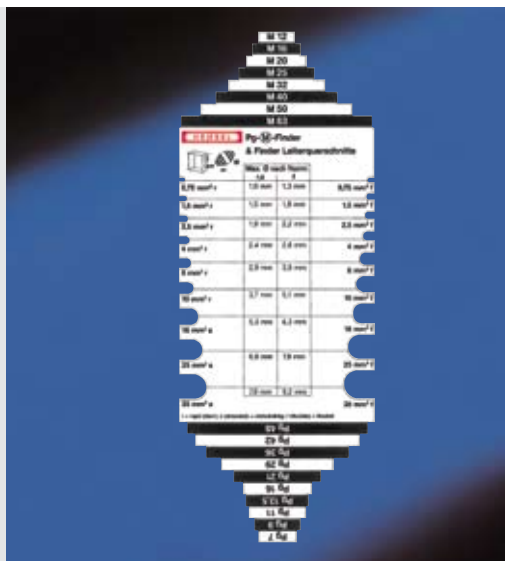 M 12
M 16
M 20
M 25
M 32
M 40
M 50
M 63
HENSEL Pg-M-Finder
& Finder Leiterquerschnitte
Max. Ø nach Norm
r,s f
0,75 mm² r 1,0 mm 1,3 mm 0,75 mm² f
1,5 mm² r 1,5 mm 1,8 mm 1,5 mm² f
2,5 mm² r 1,9 mm 2,2 mm 2,5 mm² f
4 mm² r 2,4 mm 2,8 mm 4 mm² f
6 mm² r 2,9 mm 3,9 mm 6 mm² f
10 mm² r 3,7 mm 5,1 mm 10 mm² f
16 mm² s 5,3 mm 6,3 mm 16 mm² f
25 mm² s 6,6 mm 7,8 mm 25 mm² f
35 mm² s 7,9 mm 9,2 mm 35 mm² f
Pg 48
Pg 42
Pg 36
Pg 29
Pg 21
Pg 16
Pg 13,5
Pg 11
Pg 9
Pg 7